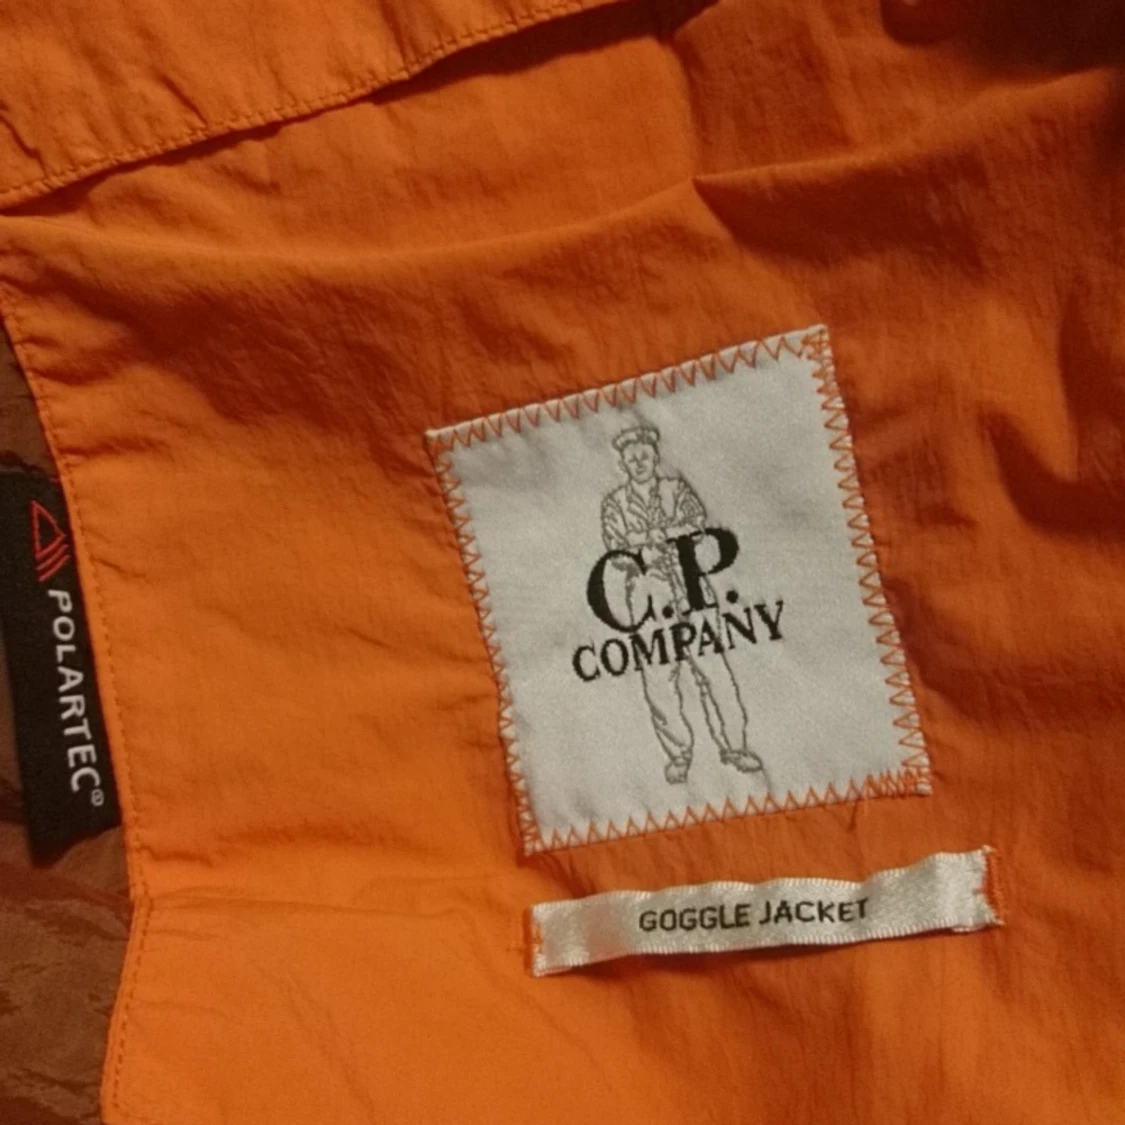 C.P.
COMPANY
GOGGLE JACKET
POLARTEC®